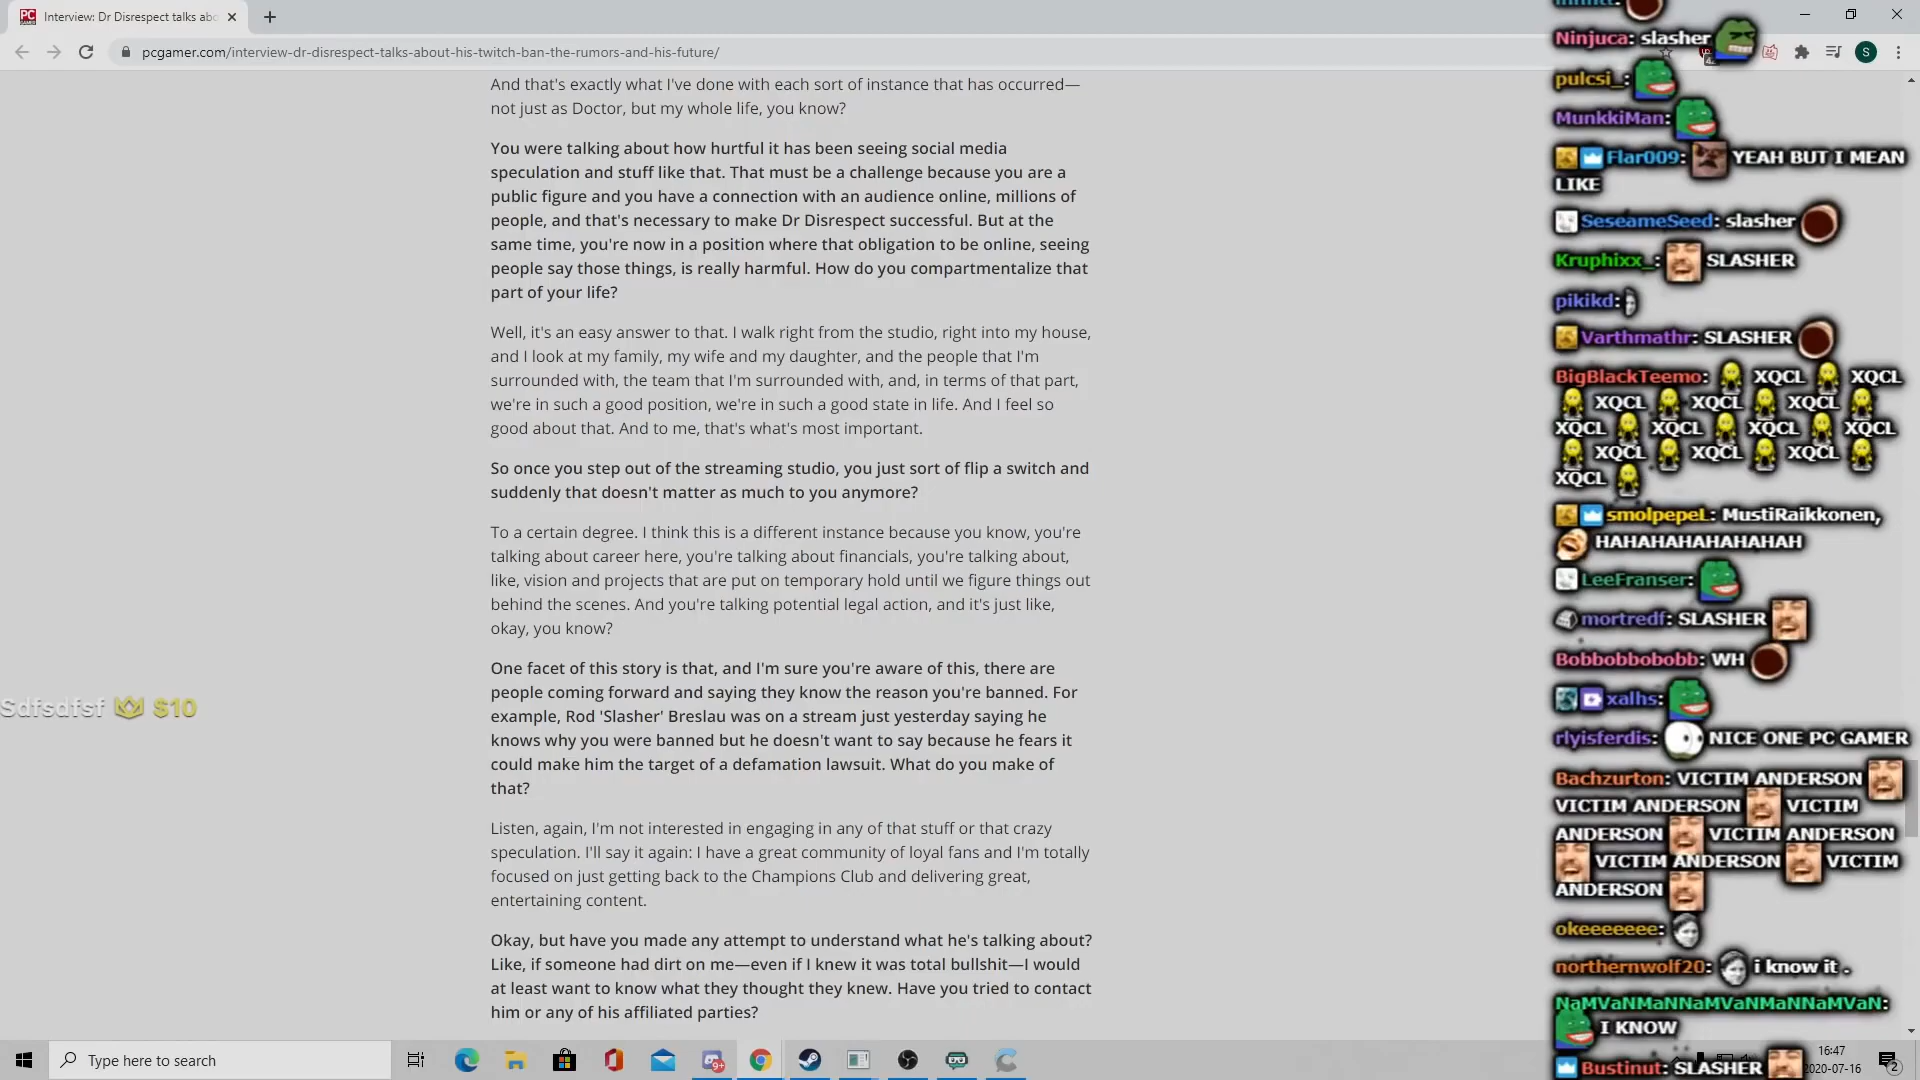 Interview: Dr Disrespect talks abo
pcgamer.com/interview-dr-disrespect-talks-about-his-twitch-ban-the-rumors-and-his-future/
S
And that's exactly what I've done with each sort of instance that has occurred—
not just as Doctor, but my whole life, you know?
You were talking about how hurtful it has been seeing social media
speculation and stuff like that. That must be a challenge because you are a
public figure and you have a connection with an audience online, millions of
people, and that's necessary to make Dr Disrespect successful. But at the
same time, you're now in a position where that obligation to be online, seeing
people say those things, is really harmful. How do you compartmentalize that
part of your life?
Well, it's an easy answer to that. I walk right from the studio, right into my house,
and I look at my family, my wife and my daughter, and the people that I'm
surrounded with, the team that I'm surrounded with, and, in terms of that part,
we're in such a good position, we're in such a good state in life. And I feel so
good about that. And to me, that's what's most important.
So once you step out of the streaming studio, you just sort of flip a switch and
suddenly that doesn't matter as much to you anymore?
To a certain degree. I think this is a different instance because you know, you're
talking about career here, you're talking about financials, you're talking about,
like, vision and projects that are put on temporary hold until we figure things out
behind the scenes. And you're talking potential legal action, and it's just like,
okay, you know?
One facet of this story is that, and I'm sure you're aware of this, there are
people coming forward and saying they know the reason you're banned. For
example, Rod 'Slasher' Breslau was on a stream just yesterday saying he
knows why you were banned but he doesn't want to say because he fears it
could make him the target of a defamation lawsuit. What do you make of
that?
Listen, again, I'm not interested in engaging in any of that stuff or that crazy
speculation. I'll say it again: I have a great community of loyal fans and I'm totally
focused on just getting back to the Champions Club and delivering great,
entertaining content.
Okay, but have you made any attempt to understand what he's talking about?
Like, if someone had dirt on me—even if I knew it was total bullshit—I would
at least want to know what they thought they knew. Have you tried to contact
him or any of his affiliated parties?
Sdfsdfsf $10
Ninjuca: slasher
pulcsi_:
MunkkiMan:
Flar009: YEAH BUT I MEAN
LIKE
SeseameSeed: slasher
Kruphixx_: SLASHER
pikikd:
Varthmathr: SLASHER
BigBlackTeemo: XQCL XQCL
XQCL XQCL XQCL
XQCL XQCL XQCL XQCL
XQCL XQCL XQCL
XQCL
smolpepeL: MustiRaikkonen,
HAHAHAHAHAHAHAH
LeeFranser:
mortredf: SLASHER
Bobbobbobobb: WH
xalhs:
rlyisferdis: NICE ONE PC GAMER
Bachzurton: VICTIM ANDERSON
VICTIM ANDERSON VICTIM
ANDERSON VICTIM ANDERSON
VICTIM ANDERSON VICTIM
ANDERSON
okeeeeeee:
northernwolf20: i know it .
NaMVaNMaNNaMVaNMaNNaMVaN:
I KNOW
Bustinut: SLASHER
Type here to search
9+
16:47
2020-07-16
2